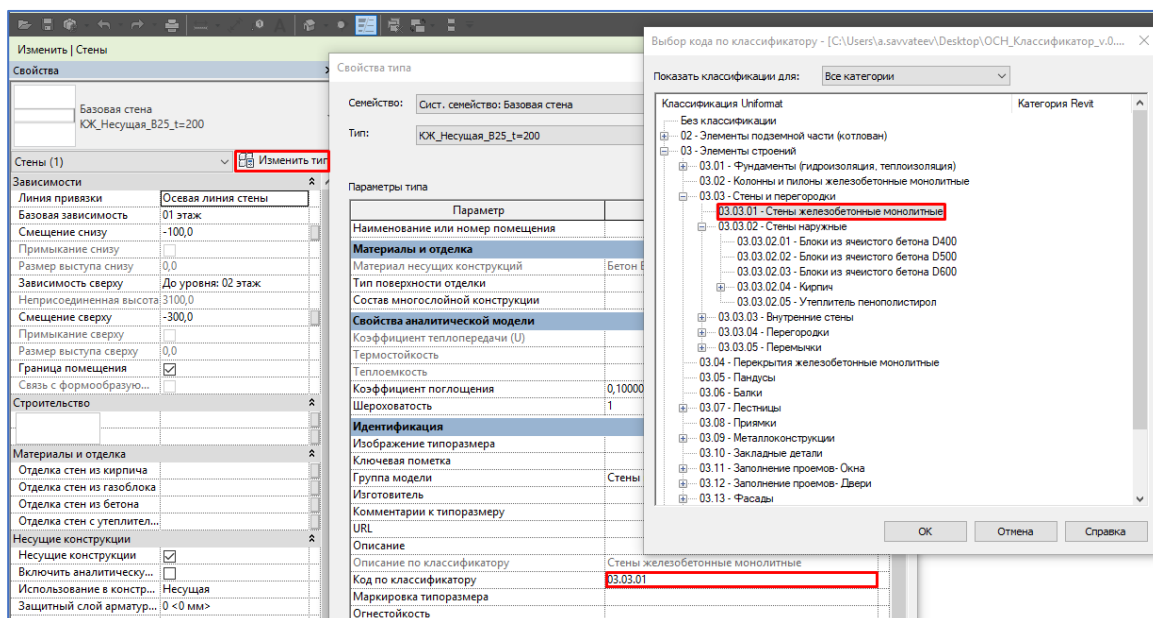 Изменить | Стены
Свойства
Базовая стена
КЖ_Несущая_В25_t=200
Стены (1)
Изменить тип
Зависимости
Линия привязки Осевая линия стены
Базовая зависимость 01 этаж
Смещение снизу -100,0
Примыкание снизу
Размер выступа снизу 0,0
Зависимость сверху До уровня: 02 этаж
Неприсоединенная высота 3100,0
Смещение сверху -300,0
Примыкание сверху
Размер выступа сверху 0,0
Граница помещения
Связь с формообразую...
Строительство
Материалы и отделка
Отделка стен из кирпича
Отделка стен из газоблока
Отделка стен из бетона
Отделка стен с утеплител...
Несущие конструкции
Несущие конструкции
Включить аналитическу...
Использование в констр... Несущая
Защитный слой арматур... 0 <0 мм>
Свойства типа
Семейство: Сист. семейство: Базовая стена
Тип: КЖ_Несущая_В25_t=200
Параметры типа
Параметр
Наименование или номер помещения
Материалы и отделка
Материал несущих конструкций Бетон
Тип поверхности отделки
Состав многослойной конструкции
Свойства аналитической модели
Коэффициент теплопередачи (U)
Термостойкость
Теплоемкость
Коэффициент поглощения 0,10000
Шероховатость 1
Идентификация
Изображение типоразмера
Ключевая пометка
Группа модели Стены
Изготовитель
Комментарии к типоразмеру
URL
Описание
Описание по классификатору Стены железобетонные монолитные
Код по классификатору 03.03.01
Маркировка типоразмера
Огнестойкость
Выбор кода по классификатору - [C:\Users\a.savvateev\Desktop\ОСН_Классификатор_v.0....
Показать классификации для: Все категории
Классификация Uniformat Категория Revit
Без классификации
02 - Элементы подземной части (котлован)
03 - Элементы строений
03.01 - Фундаменты (гидроизоляция, теплоизоляция)
03.02 - Колонны и пилоны железобетонные монолитные
03.03 - Стены и перегородки
03.03.01 - Стены железобетонные монолитные
03.03.02 - Стены наружные
03.03.02.01 - Блоки из ячеистого бетона D400
03.03.02.02 - Блоки из ячеистого бетона D500
03.03.02.03 - Блоки из ячеистого бетона D600
03.03.02.04 - Кирпич
03.03.02.05 - Утеплитель пенополистирол
03.03.03 - Внутренние стены
03.03.04 - Перегородки
03.03.05 - Перемычки
03.04 - Перекрытия железобетонные монолитные
03.05 - Пандусы
03.06 - Балки
03.07 - Лестницы
03.08 - Приямки
03.09 - Металлоконструкции
03.10 - Закладные детали
03.11 - Заполнение проемов- Окна
03.12 - Заполнение проемов- Двери
03.13 - Фасады
OK Отмена Справка